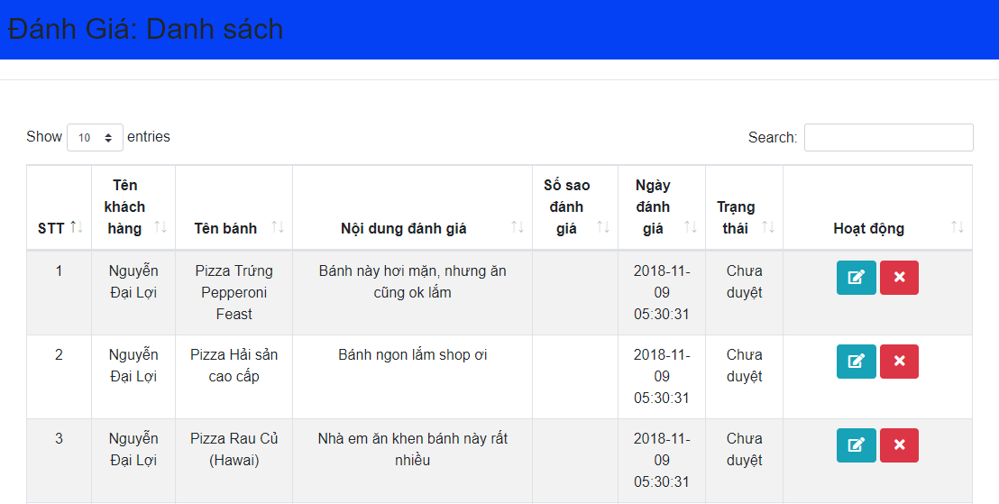 Đánh Giá: Danh sách
Show 10 entries
Search:
STT
Tên khách hàng
Tên bánh
Nội dung đánh giá
Số sao đánh giá
Ngày đánh giá
Trạng thái
Hoạt động
1
Nguyễn Đại Lợi
Pizza Trứng Pepperoni Feast
Bánh này hơi mặn, nhưng ăn cũng ok lắm
2018-11-09 05:30:31
Chưa duyệt
2
Nguyễn Đại Lợi
Pizza Hải sản cao cấp
Bánh ngon lắm shop ơi
2018-11-09 05:30:31
Chưa duyệt
3
Nguyễn Đại Lợi
Pizza Rau Củ (Hawai)
Nhà em ăn khen bánh này rất nhiều
2018-11-09 05:30:31
Chưa duyệt